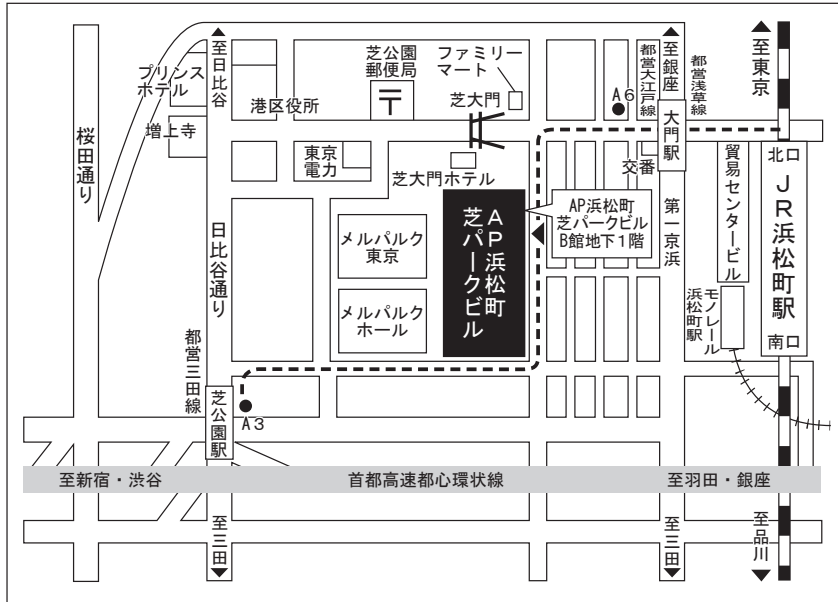 至日比谷
プリンス
ホテル
港区役所
増上寺
桜田通り
日比谷通り
東京
電力
芝公園
郵便局
ファミリー
マート
芝大門
芝大門ホテル
A6
都営大江戸線
至銀座
都営浅草線
大門駅
交番
第一京浜
至東京
北口
JR浜松町駅
南口
貿易センタービル
モノレール
浜松町駅
メルパルク
東京
メルパルク
ホール
AP浜松町
芝パークビル
AP浜松町
芝パークビル
B館地下1階
都営三田線
芝公園駅
A3
至新宿・渋谷
首都高速都心環状線
至羽田・銀座
至三田
至三田
至品川